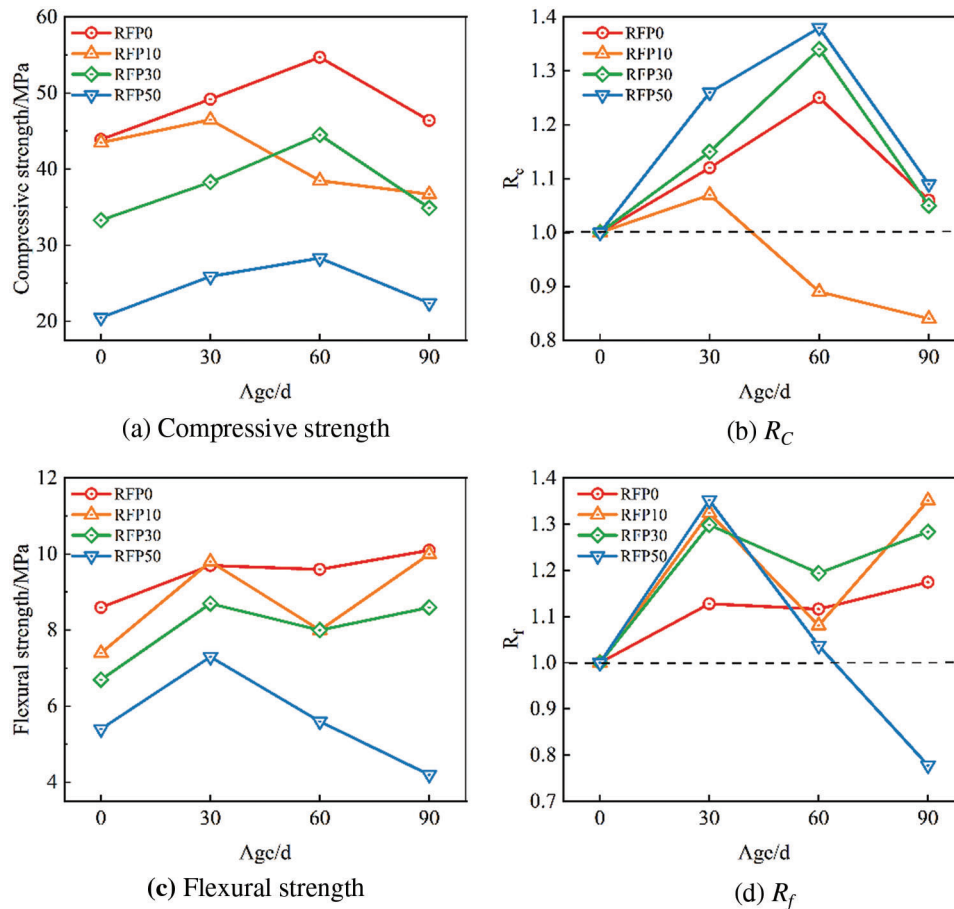 60
50
40
30
20
Compressive strength/MPa
RFP0
RFP10
RFP30
RFP50
0 30 60 90
Age/d
(a) Compressive strength
1.4
1.3
1.2
1.1
1.0
0.9
0.8
R_c
RFP0
RFP10
RFP30
RFP50
0 30 60 90
Age/d
(b) R_C
12
10
8
6
4
Flexural strength/MPa
RFP0
RFP10
RFP30
RFP50
0 30 60 90
Age/d
(c) Flexural strength
1.4
1.3
1.2
1.1
1.0
0.9
0.8
0.7
R_f
RFP0
RFP10
RFP30
RFP50
0 30 60 90
Age/d
(d) R_f